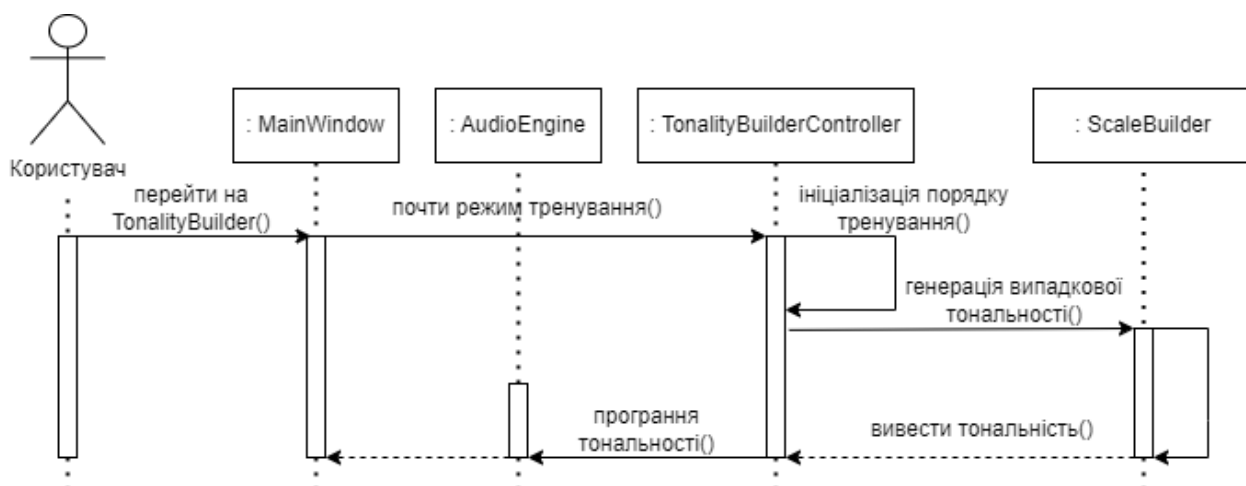 : MainWindow
: AudioEngine
: TonalityBuilderController
: ScaleBuilder
Користувач
перейти на
TonalityBuilder()
почти режим тренування()
ініціалізація порядку
тренування()
генерація випадкової
тональності()
програння
тональності()
вивести тональність()